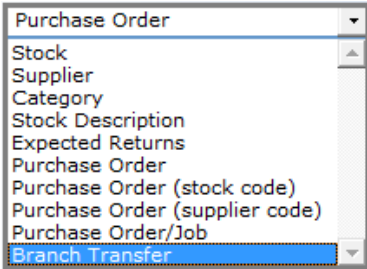 Purchase Order
Stock
Supplier
Category
Stock Description
Expected Returns
Purchase Order
Purchase Order (stock code)
Purchase Order (supplier code)
Purchase Order/Job
Branch Transfer